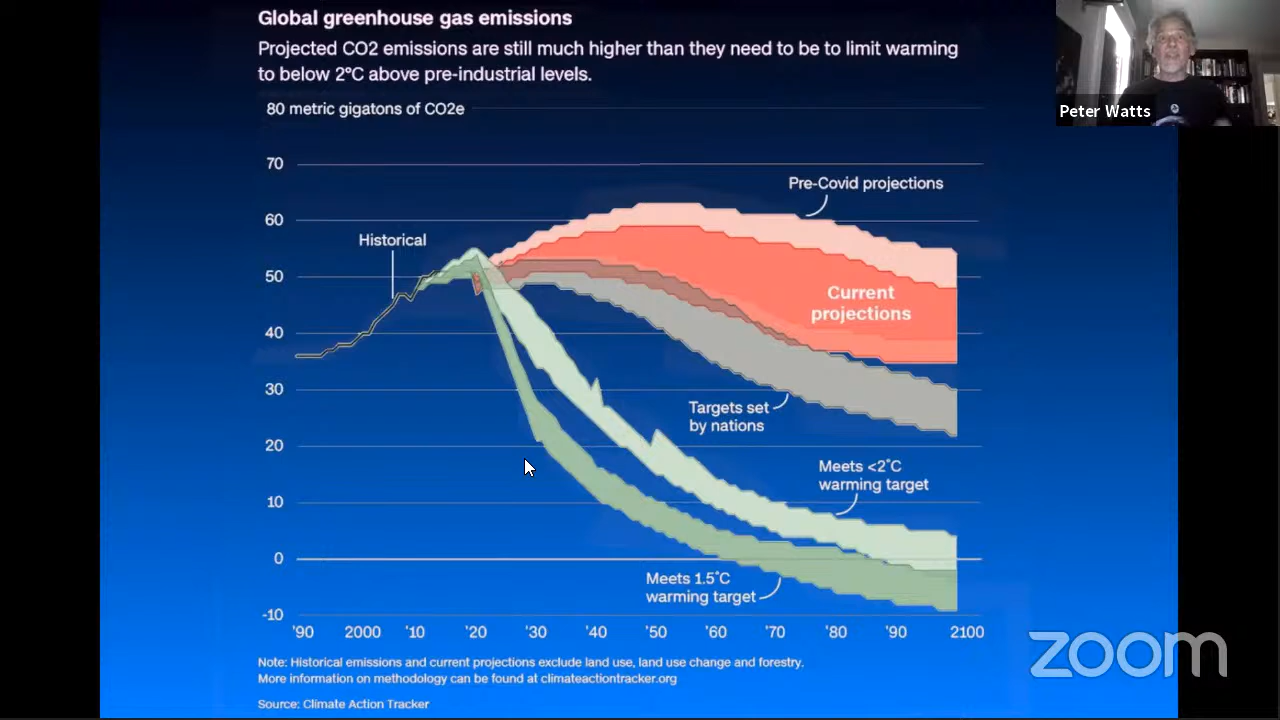 Global greenhouse gas emissions
Projected CO2 emissions are still much higher than they need to be to limit warming
to below 2°C above pre-industrial levels.
80 metric gigatons of CO2e
Peter Watts
70
Pre-Covid projections
60
Historical
50
Current
projections
40
30
Targets set
by nations
20
Meets <2°C
warming target
10
0
Meets 1.5°C
warming target
-10
'90 2000 '10 '20 '30 '40 '50 '60 '70 '80 '90 2100
Note: Historical emissions and current projections exclude land use, land use change and forestry.
More information on methodology can be found at climateactiontracker.org
Source: Climate Action Tracker
zoom